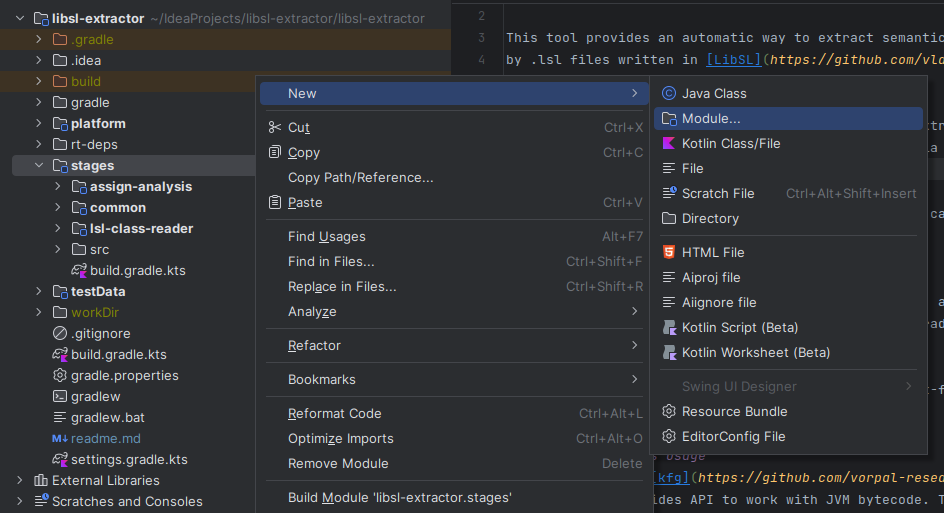 libsl-extractor ~/IdeaProjects/libsl-extractor/libsl-extractor
.gradle
.idea
build
gradle
platform
rt-deps
stages
assign-analysis
common
lsl-class-reader
src
build.gradle.kts
testData
workDir
.gitignore
build.gradle.kts
gradle.properties
gradlew
gradlew.bat
M↓ readme.md
settings.gradle.kts
External Libraries
Scratches and Consoles
New
Cut Ctrl+X
Copy Ctrl+C
Copy Path/Reference...
Paste Ctrl+V
Find Usages Alt+F7
Find in Files... Ctrl+Shift+F
Replace in Files... Ctrl+Shift+R
Analyze
Refactor
Bookmarks
Reformat Code Ctrl+Alt+L
Optimize Imports Ctrl+Alt+O
Remove Module Delete
Build Module 'libsl-extractor.stages'
Java Class
Module...
Kotlin Class/File
File
Scratch File Ctrl+Alt+Shift+Insert
Directory
HTML File
Aiproj file
Aiignore file
Kotlin Script (Beta)
Kotlin Worksheet (Beta)
Swing UI Designer
Resource Bundle
EditorConfig File
2
This tool provides an automatic way to extract semantic
4 by .lsl files written in [LibSL](https://github.com/vl
usage
[kfg](https://github.com/vorpal-rese
ides API to work with JVM bytecode. T